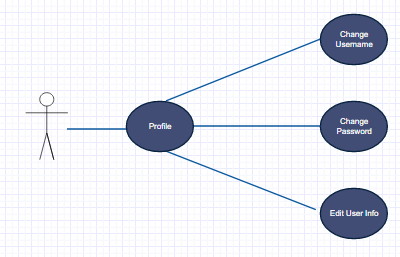 Change
Username
Profile
Change
Password
Edit User Info